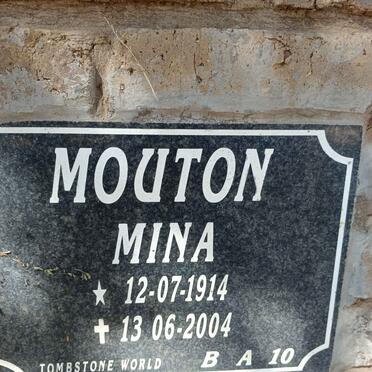 MOUTON
MINA
★ 12-07-1914
✝ 13 06-2004
TOMBSTONE WORLD B A 10